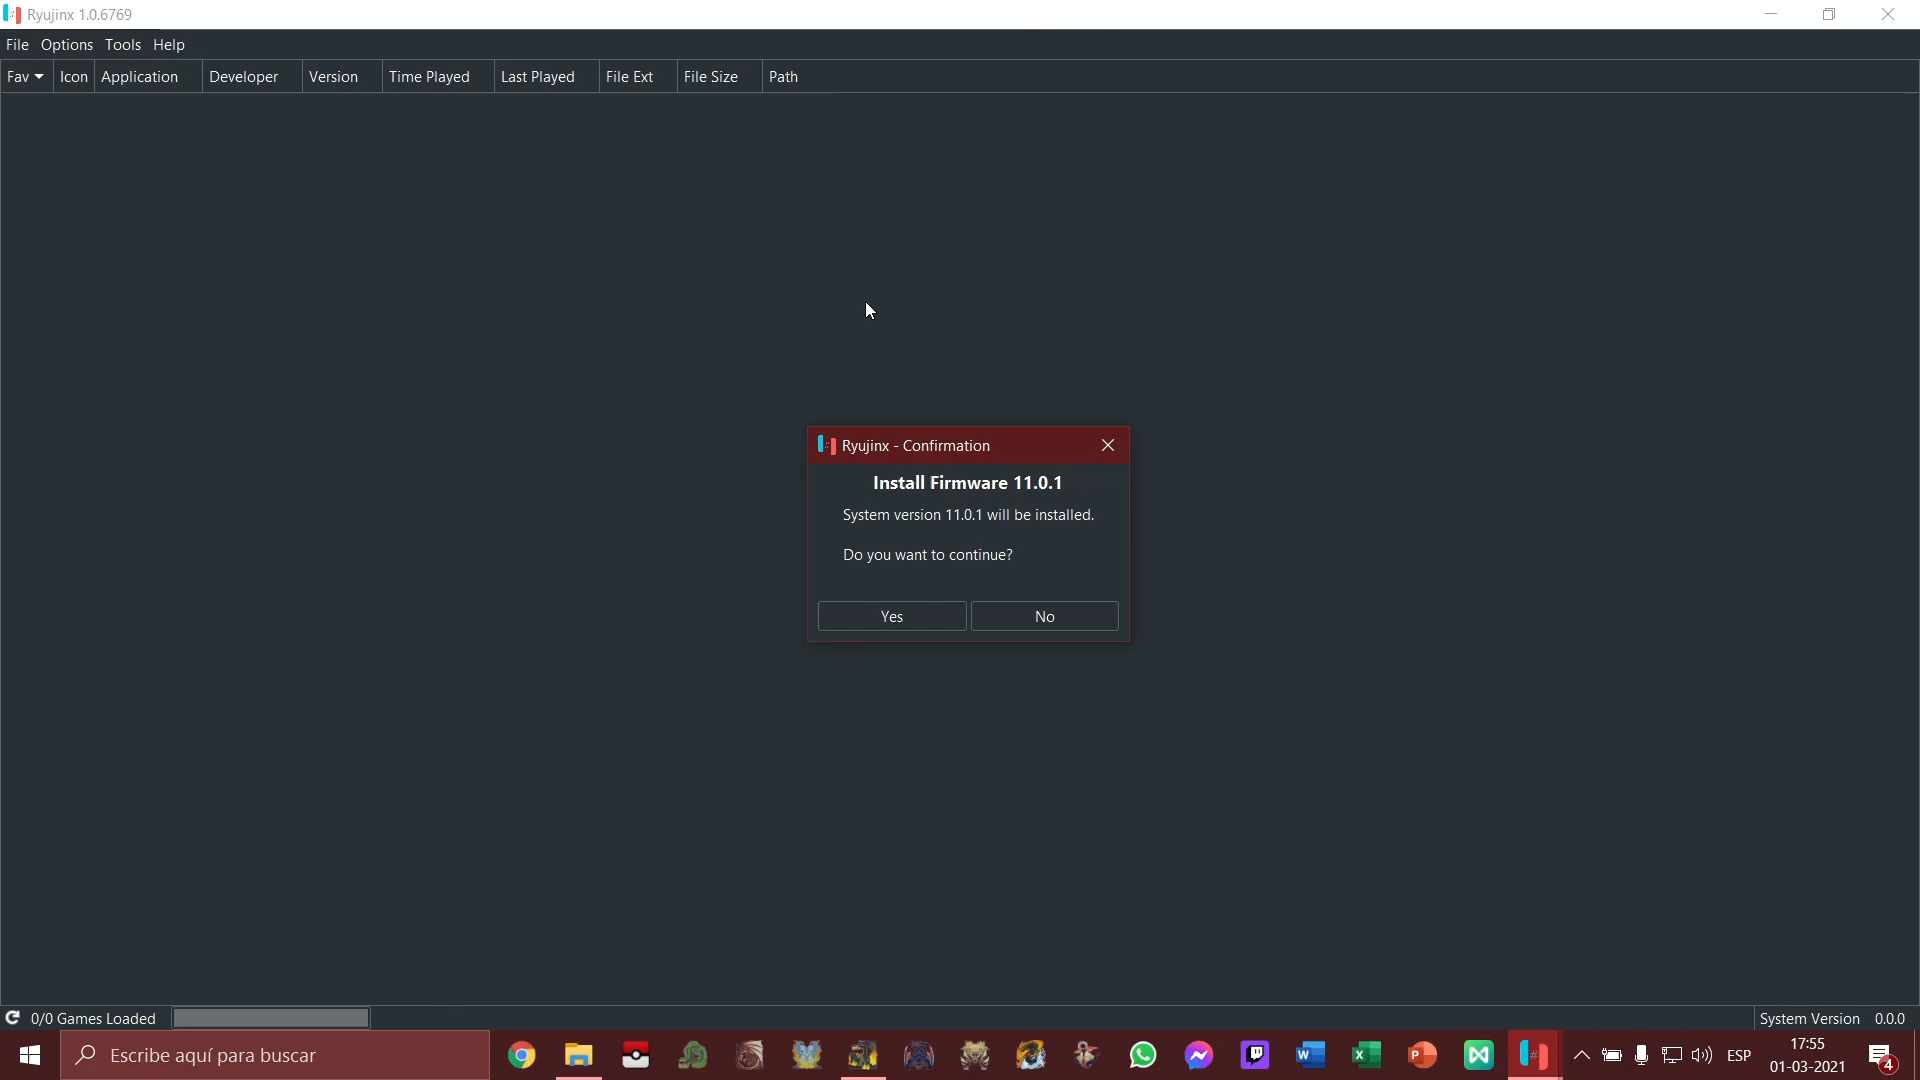 Ryujinx 1.0.6769
File Options Tools Help
Fav Icon Application Developer Version Time Played Last Played File Ext File Size Path
Ryujinx - Confirmation
Install Firmware 11.0.1
System version 11.0.1 will be installed.
Do you want to continue?
Yes No
0/0 Games Loaded System Version 0.0.0
Escribe aquí para buscar
ESP
17:55
01-03-2021
4